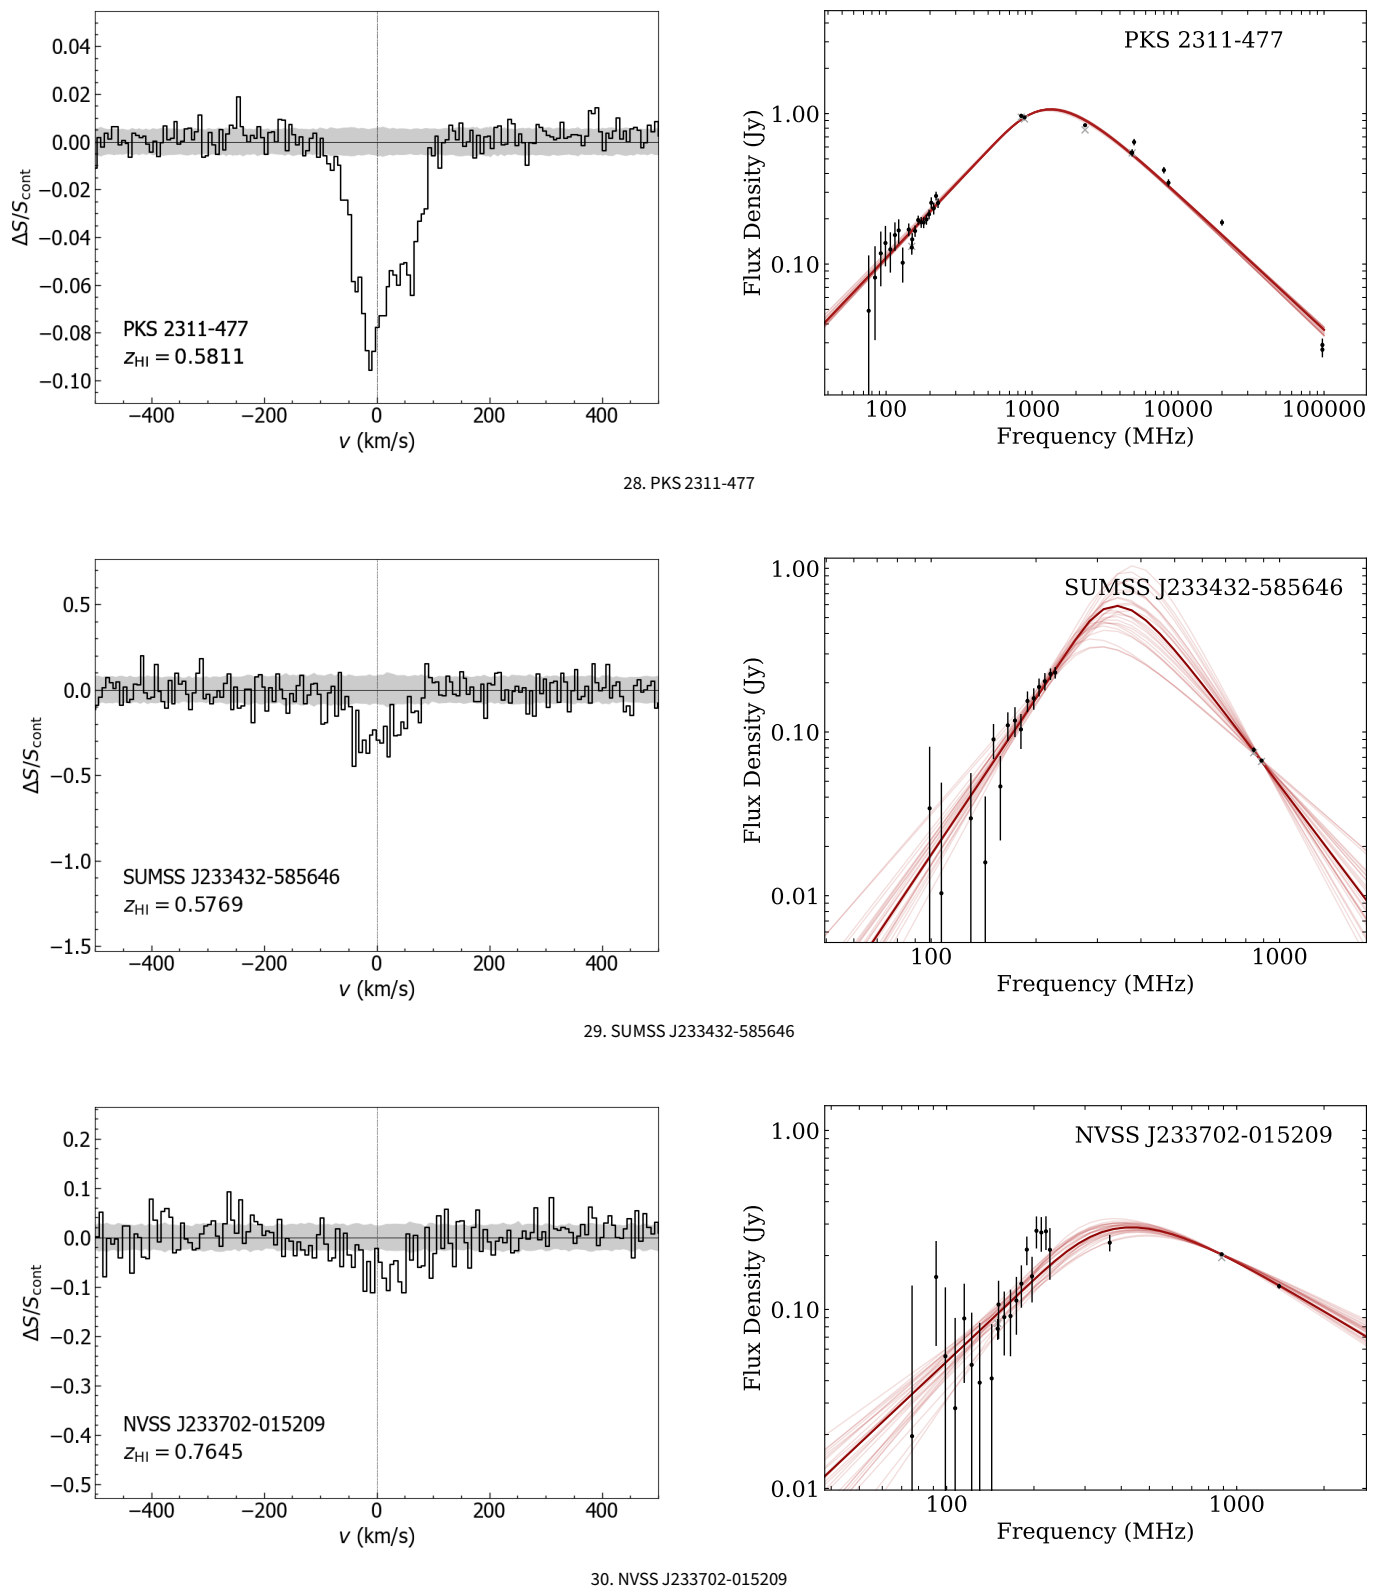 0.04
0.02
0.00
−0.02
−0.04
−0.06
−0.08
−0.10
ΔS/Scont
PKS 2311-477
zHI = 0.5811
−400 −200 0 200 400
v (km/s)
PKS 2311-477
1.00
0.10
Flux Density (Jy)
100 1000 10000 100000
Frequency (MHz)
28. PKS 2311-477
0.5
0.0
−0.5
−1.0
−1.5
ΔS/Scont
SUMSS J233432-585646
zHI = 0.5769
−400 −200 0 200 400
v (km/s)
SUMSS J233432-585646
1.00
0.10
0.01
Flux Density (Jy)
100 1000
Frequency (MHz)
29. SUMSS J233432-585646
0.2
0.1
0.0
−0.1
−0.2
−0.3
−0.4
−0.5
ΔS/Scont
NVSS J233702-015209
zHI = 0.7645
−400 −200 0 200 400
v (km/s)
NVSS J233702-015209
1.00
0.10
0.01
Flux Density (Jy)
100 1000
Frequency (MHz)
30. NVSS J233702-015209